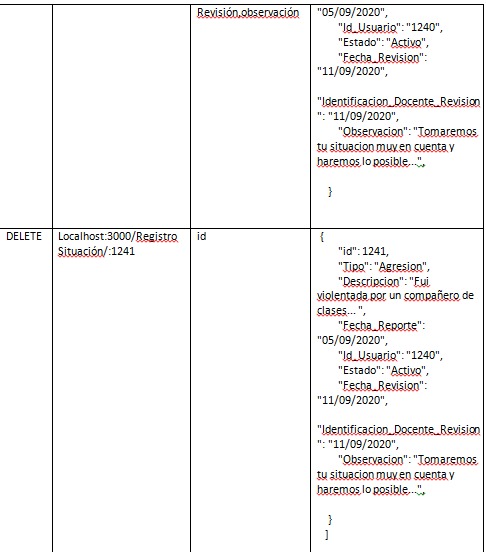 Revisión,observación
"05/09/2020",
"Id_Usuario": "1240",
"Estado": "Activo",
"Fecha_Revision":
"11/09/2020",
"Identificacion_Docente_Revision
": "11/09/2020",
"Observacion": "Tomaremos
tu situacion muy en cuenta y
haremos lo posible...",
}
DELETE
Localhost:3000/Registro
Situación/:1241
id
{
"id": 1241,
"Tipo": "Agresion",
"Descripcion": "Fui
violentada por un compañero de
clases... ",
"Fecha_Reporte":
"05/09/2020",
"Id_Usuario": "1240",
"Estado": "Activo",
"Fecha_Revision":
"11/09/2020",
"Identificacion_Docente_Revision
": "11/09/2020",
"Observacion": "Tomaremos
tu situacion muy en cuenta y
haremos lo posible...",
}
]